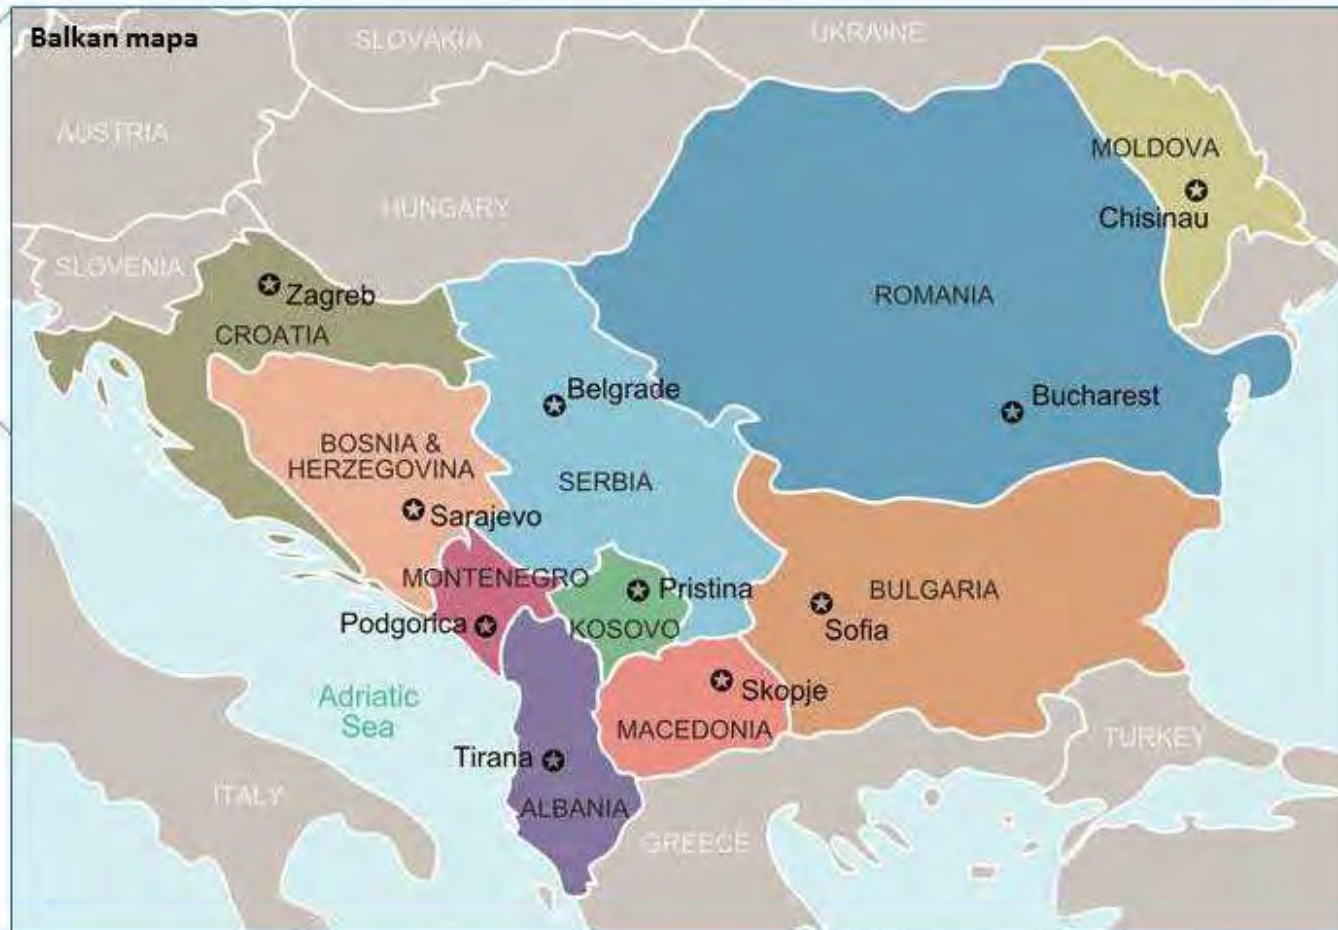 Balkan mapa
SLOVAKIA
UKRAINE
AUSTRIA
MOLDOVA
Chisinau
HUNGARY
SLOVENIA
Zagreb
CROATIA
ROMANIA
Belgrade
Bucharest
BOSNIA &
HERZEGOVINA
SERBIA
Sarajevo
MONTENEGRO
Pristina
BULGARIA
Podgorica
KOSOVO
Sofia
Adriatic
Sea
Skopje
MACEDONIA
TURKEY
Tirana
ITALY
ALBANIA
GREECE